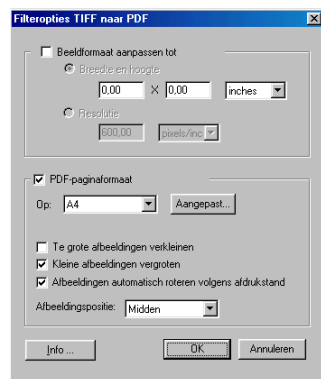 Filteropties TIFF naar PDF
Beeldformaat aanpassen tot
Breedte en hoogte
0,00 X 0,00 inches
Resolutie
600,00 pixels/inc
PDF-paginaformaat
Op: A4 Aangepast...
Te grote afbeeldingen verkleinen
Kleine afbeeldingen vergroten
Afbeeldingen automatisch roteren volgens afdrukstand
Afbeeldingspositie: Midden
Info ... OK Annuleren